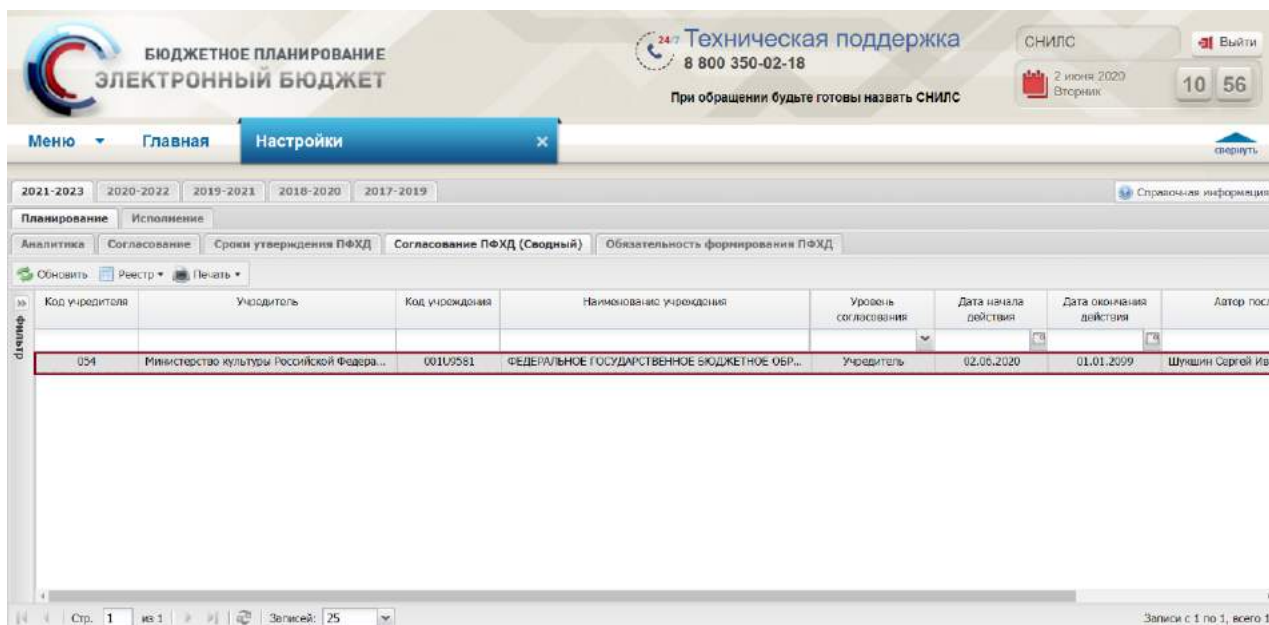 БЮДЖЕТНОЕ ПЛАНИРОВАНИЕ
ЭЛЕКТРОННЫЙ БЮДЖЕТ
24/7 Техническая поддержка
8 800 350-02-18
При обращении будьте готовы назвать СНИЛС
СНИЛС
Выйти
2 июня 2020
Вторник
10 56
Меню Главная Настройки
свернуть
2021-2023 2020-2022 2019-2021 2018-2020 2017-2019 Справочная информация
Планирование Исполнение
Аналитика Согласование Сроки утверждения ПФХД Согласование ПФХД (Сводный) Обязательность формирования ПФХД
Обновить Реестр Печать
Фильтр
Код учредителя Учредитель Код учреждения Наименование учреждения Уровень согласования Дата начала действия Дата окончания действия Автор пос
054 Министерство культуры Российской Федера... 001U9581 ФЕДЕРАЛЬНОЕ ГОСУДАРСТВЕННОЕ БЮДЖЕТНОЕ ОБР... Учредитель 02.06.2020 01.01.2099 Шукшин Сергей Ив
Стр. 1 из 1 Записей: 25 Записи с 1 по 1, всего 1